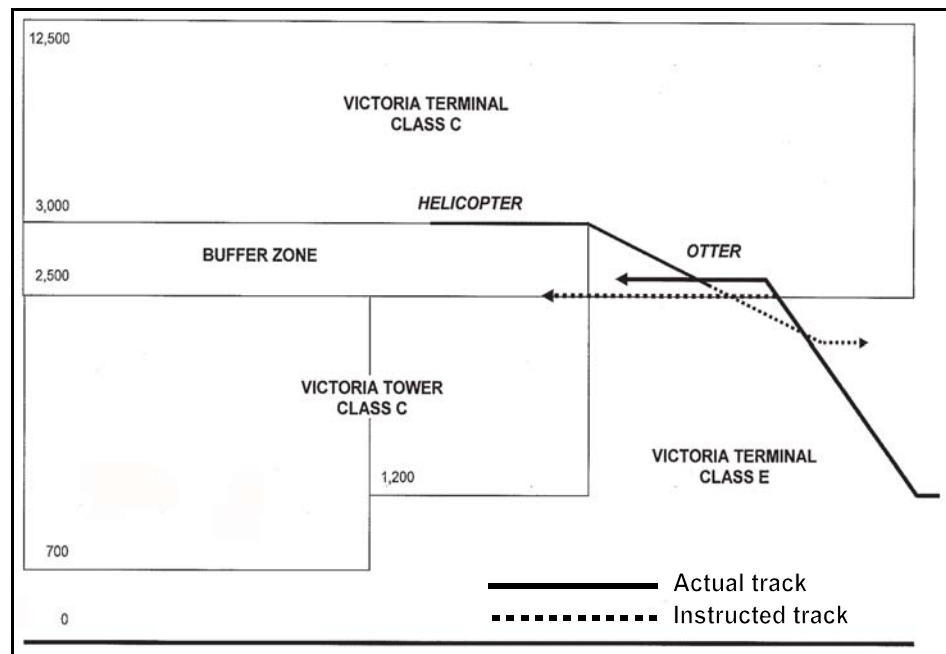 12,500
VICTORIA TERMINAL
CLASS C
HELICOPTER
3,000
BUFFER ZONE
OTTER
2,500
VICTORIA TOWER
CLASS C
VICTORIA TERMINAL
CLASS E
1,200
700
Actual track
0
Instructed track